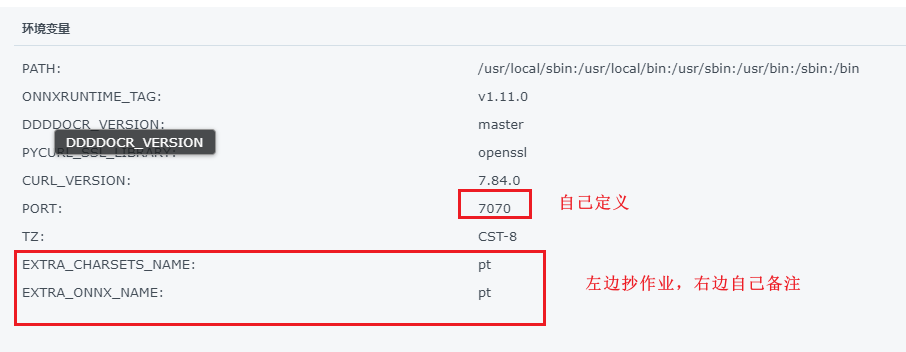 环境变量
PATH: /usr/local/sbin:/usr/local/bin:/usr/sbin:/usr/bin:/sbin:/bin
ONNXRUNTIME_TAG: v1.11.0
DDDDOCR_VERSION: master
DDDDOCR_VERSION
PYCURL_SSL_LIBRARY: openssl
CURL_VERSION: 7.84.0
PORT: 7070 自己定义
TZ: CST-8
EXTRA_CHARSETS_NAME: pt
左边抄作业，右边自己备注
EXTRA_ONNX_NAME: pt